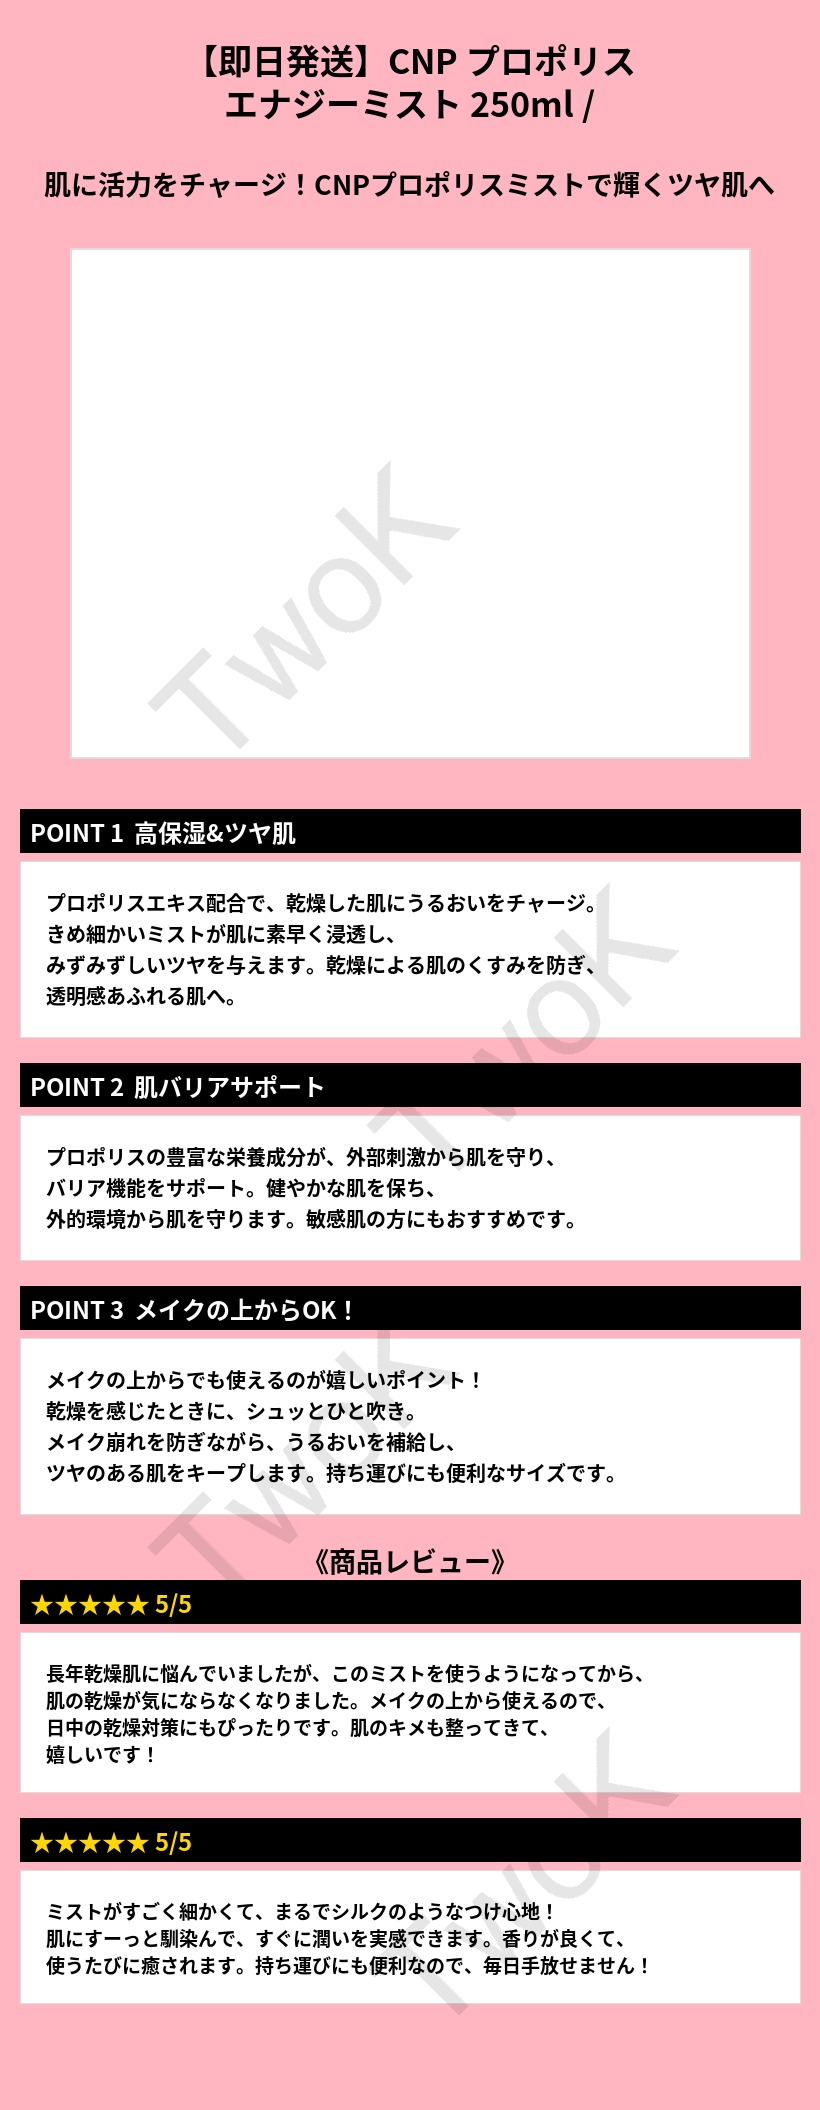 【即日発送】CNP プロポリス
エナジーミスト 250ml /
肌に活力をチャージ！CNPプロポリスミストで輝くツヤ肌へ
TwoK
POINT 1 高保湿&ツヤ肌
プロポリスエキス配合で、乾燥した肌にうるおいをチャージ。
きめ細かいミストが肌に素早く浸透し、
みずみずしいツヤを与えます。乾燥による肌のくすみを防ぎ、
透明感あふれる肌へ。
TwoK
POINT 2 肌バリアサポート
プロポリスの豊富な栄養成分が、外部刺激から肌を守り、
バリア機能をサポート。健やかな肌を保ち、
外的環境から肌を守ります。敏感肌の方にもおすすめです。
POINT 3 メイクの上からOK！
メイクの上からでも使えるのが嬉しいポイント！
乾燥を感じたときに、シュッとひと吹き。
メイク崩れを防ぎながら、うるおいを補給し、
ツヤのある肌をキープします。持ち運びにも便利なサイズです。
TwoK
《商品レビュー》
★★★★★ 5/5
長年乾燥肌に悩んでいましたが、このミストを使うようになってから、
肌の乾燥が気にならなくなりました。メイクの上から使えるので、
日中の乾燥対策にもぴったりです。肌のキメも整ってきて、
嬉しいです！
★★★★★ 5/5
ミストがすごく細かくて、まるでシルクのようなつけ心地！
肌にすーっと馴染んで、すぐに潤いを実感できます。香りが良くて、
使うたびに癒されます。持ち運びにも便利なので、毎日手放せません！
TwoK